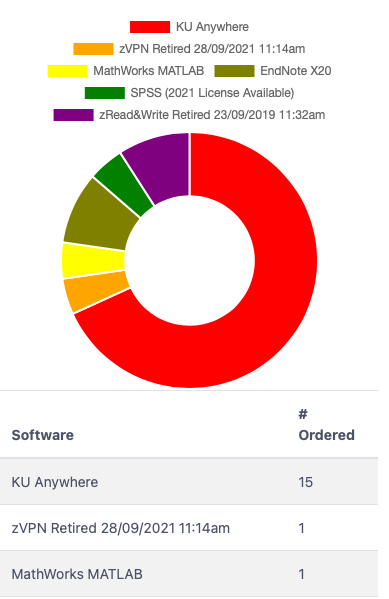 KU Anywhere
zVPN Retired 28/09/2021 11:14am
MathWorks MATLAB EndNote X20
SPSS (2021 License Available)
zRead&Write Retired 23/09/2019 11:32am
#
Software Ordered
KU Anywhere 15
zVPN Retired 28/09/2021 11:14am 1
MathWorks MATLAB 1